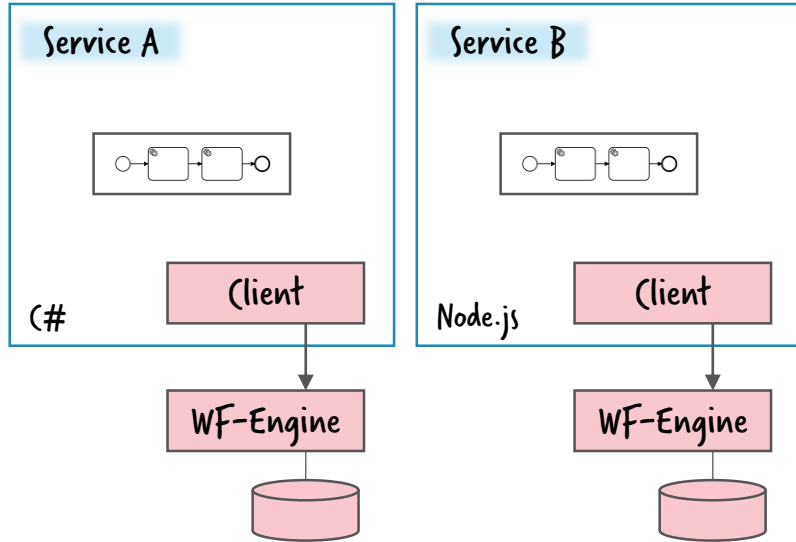 Service A
Client
C#
WF-Engine
Service B
Client
Node.js
WF-Engine